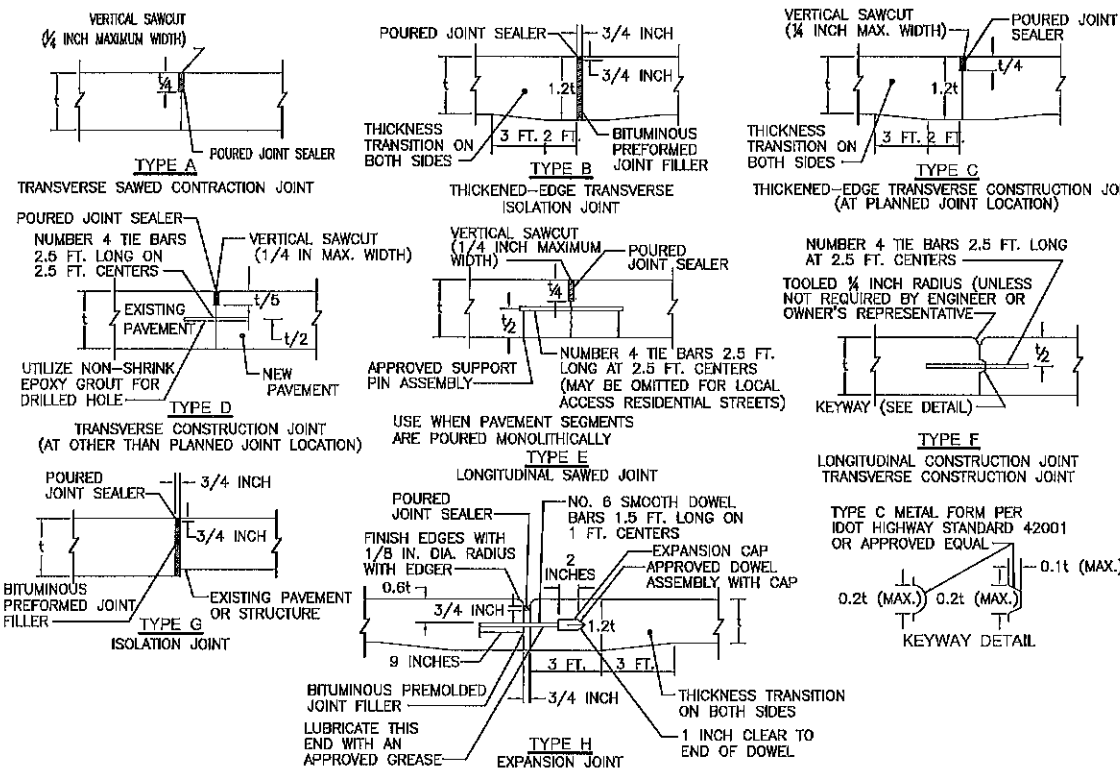 VERTICAL SAWCUT
(¼ INCH MAXIMUM WIDTH)
t/4
t
POURED JOINT SEALER
TYPE A
TRANSVERSE SAWED CONTRACTION JOINT
POURED JOINT SEALER
3/4 INCH
3/4 INCH
t
1.2t
THICKNESS
TRANSITION ON
BOTH SIDES
3 FT. 2 FT.
BITUMINOUS
PREFORMED
JOINT FILLER
TYPE B
THICKENED-EDGE TRANSVERSE
ISOLATION JOINT
VERTICAL SAWCUT
(¼ INCH MAX. WIDTH)
POURED JOINT
SEALER
t/4
t
1.2t
THICKNESS
TRANSITION ON
BOTH SIDES
3 FT. 2 FT.
TYPE C
THICKENED-EDGE TRANSVERSE CONSTRUCTION JO
(AT PLANNED JOINT LOCATION)
POURED JOINT SEALER
NUMBER 4 TIE BARS
2.5 FT. LONG ON
2.5 FT. CENTERS
VERTICAL SAWCUT
(1/4 IN MAX. WIDTH)
t/5
t
EXISTING
PAVEMENT
t/2
UTILIZE NON-SHRINK
EPOXY GROUT FOR
DRILLED HOLE
NEW
PAVEMENT
TYPE D
TRANSVERSE CONSTRUCTION JOINT
(AT OTHER THAN PLANNED JOINT LOCATION)
VERTICAL SAWCUT
(1/4 INCH MAXIMUM
WIDTH)
POURED
JOINT SEALER
t/4
t
t/2
APPROVED SUPPORT
PIN ASSEMBLY
NUMBER 4 TIE BARS 2.5 FT.
LONG AT 2.5 FT. CENTERS
(MAY BE OMITTED FOR LOCAL
ACCESS RESIDENTIAL STREETS)
USE WHEN PAVEMENT SEGMENTS
ARE POURED MONOLITHICALLY
TYPE E
LONGITUDINAL SAWED JOINT
NUMBER 4 TIE BARS 2.5 FT. LONG
AT 2.5 FT. CENTERS
TOOLED ¼ INCH RADIUS (UNLESS
NOT REQUIRED BY ENGINEER OR
OWNER'S REPRESENTATIVE
t
t/2
KEYWAY (SEE DETAIL)
TYPE F
LONGITUDINAL CONSTRUCTION JOINT
TRANSVERSE CONSTRUCTION JOINT
POURED
JOINT SEALER
3/4 INCH
3/4 INCH
t
BITUMINOUS
PREFORMED JOINT
FILLER
EXISTING PAVEMENT
OR STRUCTURE
TYPE G
ISOLATION JOINT
POURED
JOINT SEALER
FINISH EDGES WITH
1/8 IN. DIA. RADIUS
WITH EDGER
NO. 6 SMOOTH DOWEL
BARS 1.5 FT. LONG ON
1 FT. CENTERS
2
INCHES
EXPANSION CAP
APPROVED DOWEL
ASSEMBLY WITH CAP
0.6t
3/4 INCH
1.2t
t
9 INCHES
3 FT. 3 FT.
BITUMINOUS PREMOLDED
JOINT FILLER
3/4 INCH
THICKNESS TRANSITION
ON BOTH SIDES
LUBRICATE THIS
END WITH AN
APPROVED GREASE
1 INCH CLEAR TO
END OF DOWEL
TYPE H
EXPANSION JOINT
TYPE C METAL FORM PER
IDOT HIGHWAY STANDARD 42001
OR APPROVED EQUAL
0.1t (MAX.)
0.2t (MAX.) 0.2t (MAX.)
KEYWAY DETAIL